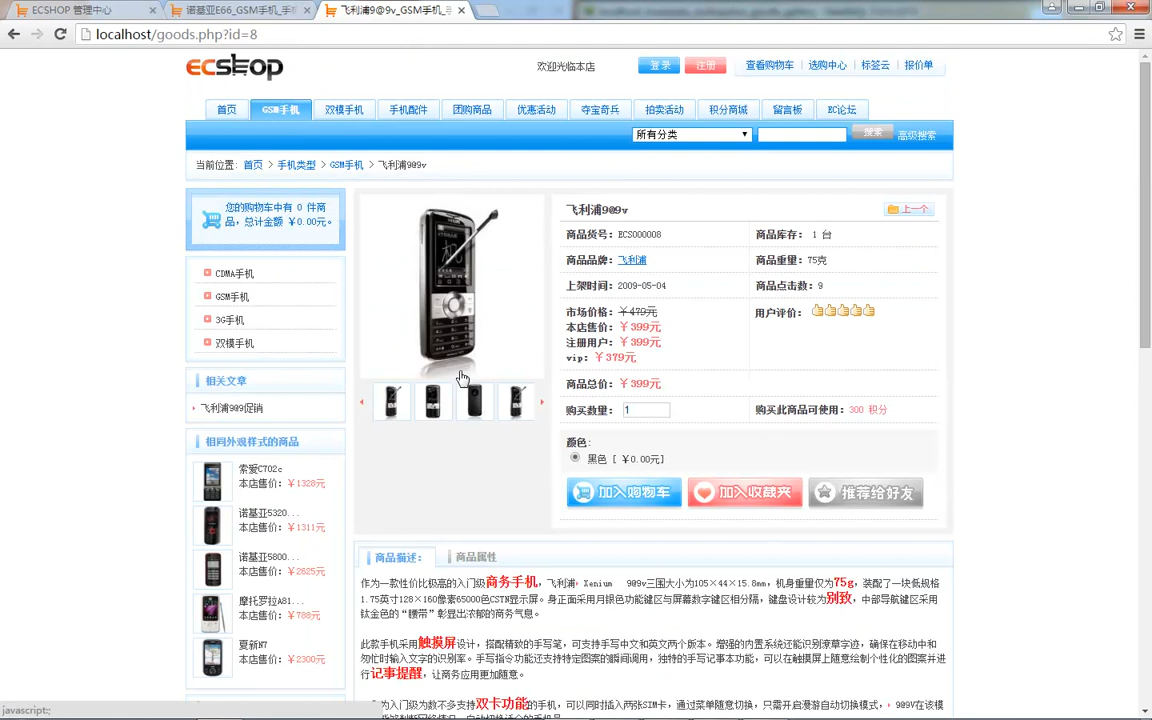 ECSHOP 管理中心
诺基亚E66_GSM手机_手
飞利浦9@9v_GSM手机_手
localhost/goods.php?id=8
ecshop
欢迎光临本店
登录
注册
查看购物车 | 选购中心 | 标签云 | 报价单
首页
GSM手机
双模手机
手机配件
团购商品
优惠活动
夺宝奇兵
拍卖活动
积分商城
留言板
EC论坛
所有分类
搜索
高级搜索
当前位置: 首页 > 手机类型 > GSM手机 > 飞利浦9@9v
您的购物车中有 0 件商
品，总计金额 ￥0.00元。
CDMA手机
GSM手机
3G手机
双模手机
相关文章
飞利浦9@9促销
相同外观样式的商品
索爱C702c
本店售价：￥1328元
诺基亚5320...
本店售价：￥1311元
诺基亚5800...
本店售价：￥2625元
摩托罗拉A81...
本店售价：￥788元
夏新N7
本店售价：￥2300元
飞利浦9@9v
上一个
商品货号：ECS000008
商品库存： 1 台
商品品牌：飞利浦
商品重量：75克
上架时间：2009-05-04
商品点击数：9
市场价格：￥479元
用户评价：
本店售价：￥399元
注册用户：￥399元
vip：￥379元
商品总价：￥399元
购买数量： 1
购买此商品可使用：300 积分
颜色:
黑色 [ ￥0.00元]
加入购物车
加入收藏夹
推荐给好友
商品描述：
商品属性
作为一款性价比极高的入门级商务手机，飞利浦 Xenium 9@9v三围大小为105×44×15.8mm，机身重量仅为75g，装配了一块低规格
1.75英寸128×160像素65000色CSTN显示屏。身正面采用月银色功能键区与屏幕数字键区相分隔，键盘设计较为别致，中部导航键区采用
钛金色的“腰带”彰显出浓郁的商务气息。
此款手机采用触摸屏设计，搭配精致的手写笔，可支持手写中文和英文两个版本。增强的内置系统还能识别潦草字迹，确保在移动中和
匆忙时输入文字的识别率。手写指令功能还支持特定图案的瞬间调用，独特的手写记事本功能，可以在触摸屏上随意绘制个性化的图案并进
行记事提醒，让商务应用更加随意。
为入门级为数不多支持双卡功能的手机，可以同时插入两张SIM卡，通过菜单随意切换，只需开启漫游自动切换模式，9@9V在该模
javascript:;